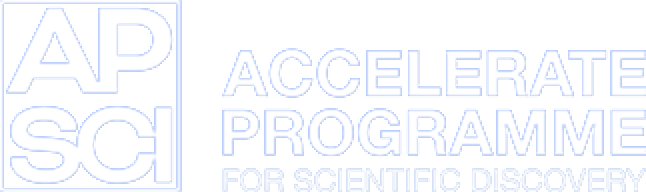 AP
SCI
ACCELERATE
PROGRAMME
FOR SCIENTIFIC DISCOVERY